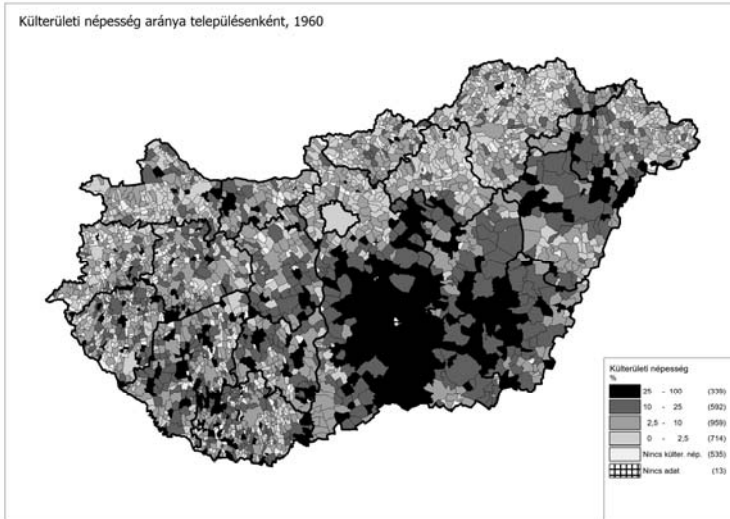 Külterületi népesség aránya településenként, 1960
Külterületi népesség
%
25 - 100 (339)
10 - 25 (592)
2,5 - 10 (959)
0 - 2,5 (714)
Nincs külter. nép. (535)
Nincs adat (13)